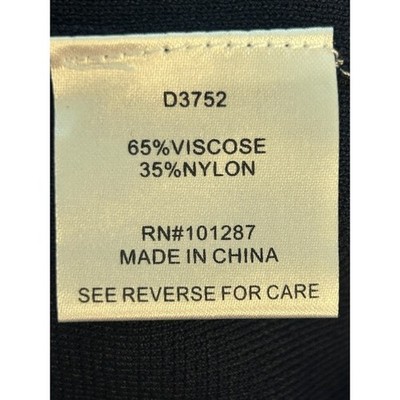 D3752
65%VISCOSE
35%NYLON
RN#101287
MADE IN CHINA
SEE REVERSE FOR CARE